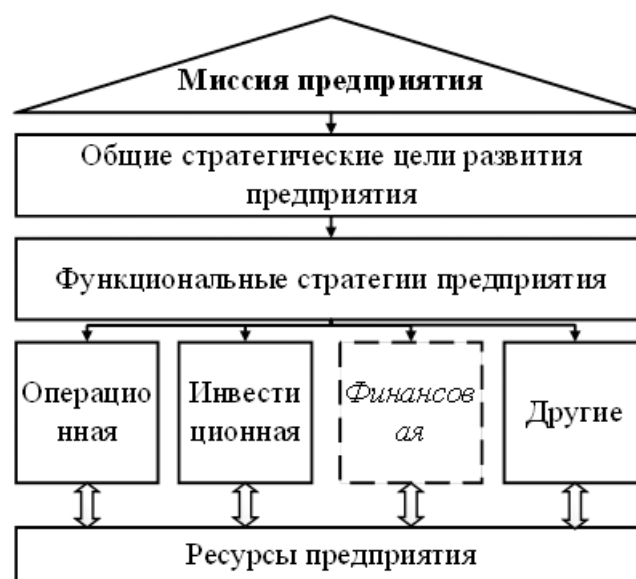 Миссия предприятия
Общие стратегические цели развития
предприятия
Функциональные стратегии предприятия
Операцио
нная
Инвести
ционная
Финансов
ая
Другие
Ресурсы предприятия